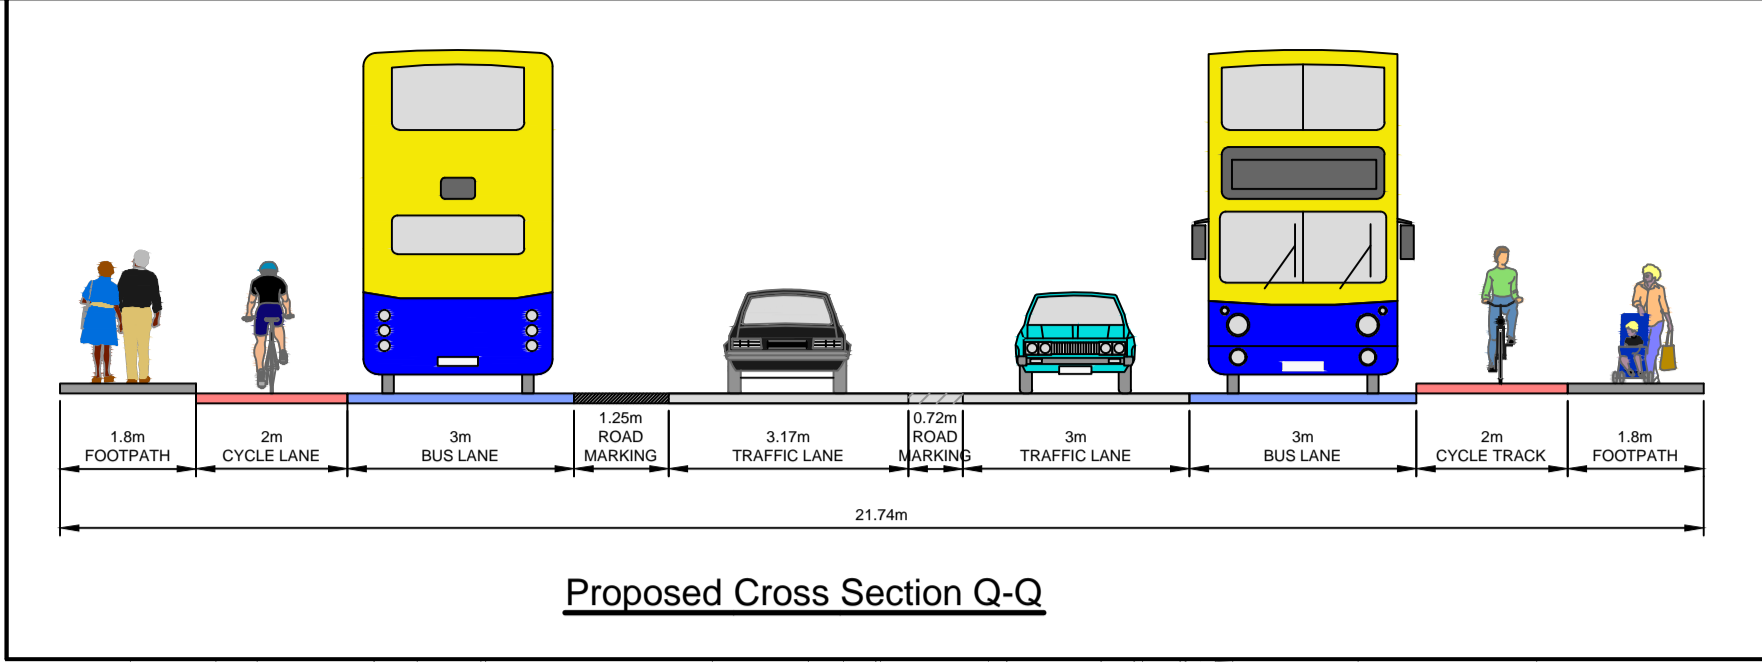 1.8m
FOOTPATH
2m
CYCLE LANE
3m
BUS LANE
1.25m
ROAD
MARKING
3.17m
TRAFFIC LANE
0.72m
ROAD
MARKING
3m
TRAFFIC LANE
3m
BUS LANE
2m
CYCLE TRACK
1.8m
FOOTPATH
21.74m
Proposed Cross Section Q-Q